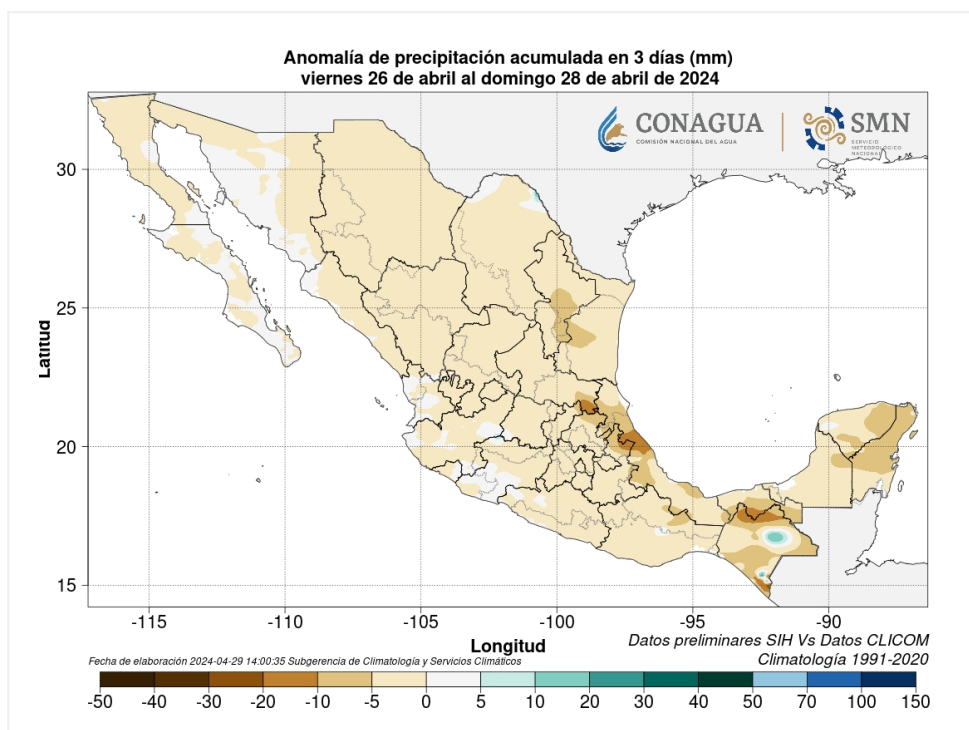 Anomalía de precipitación acumulada en 3 días (mm)
viernes 26 de abril al domingo 28 de abril de 2024
CONAGUA
COMISIÓN NACIONAL DEL AGUA
SMN
SERVICIO
METEOROLÓGICO
NACIONAL
30
25
20
15
Latitud
-115 -110 -105 -100 -95 -90
Longitud
Datos preliminares SIH Vs Datos CLICOM
Climatología 1991-2020
Fecha de elaboración 2024-04-29 14:00:35 Subgerencia de Climatología y Servicios Climáticos
-50 -40 -30 -20 -10 -5 0 5 10 20 30 40 50 70 100 150